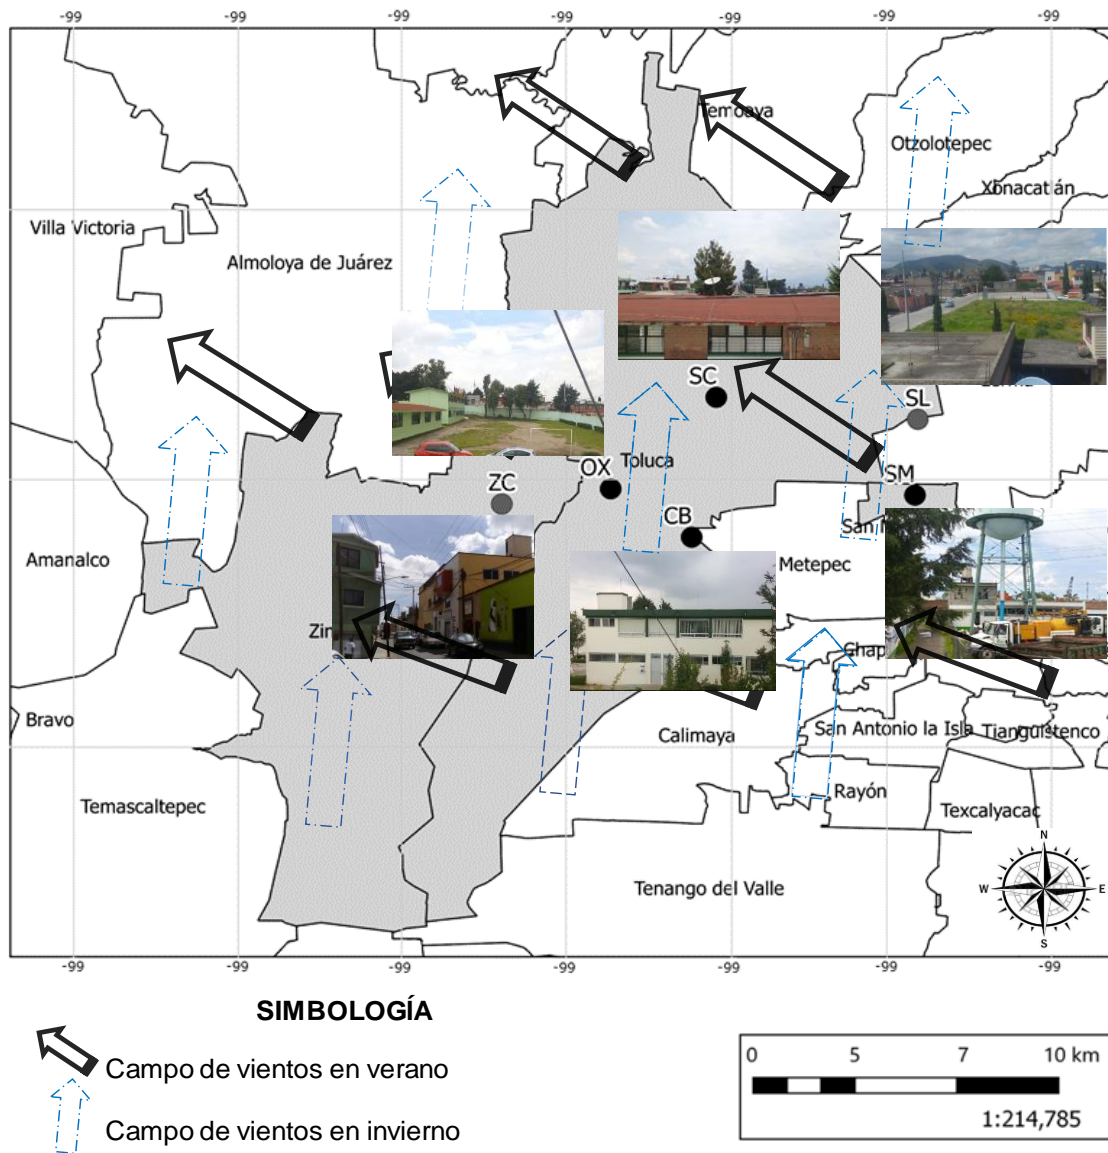 -99 -99 -99 -99 -99 -99 -99
Temoaya
Otzolotepec
Xonacatlán
Villa Victoria
Almoloya de Juárez
SC
SL
Toluca
OX
ZC
SM
CB
San
Amanalco
Metepec
Zin
Chap
Bravo
Calimaya
San Antonio la Isla
Tianguistenco
Temascaltepec
Rayón
Texcalyacac
Tenango del Valle
N
W
E
S
-99 -99 -99 -99 -99 -99 -99
SIMBOLOGÍA
Campo de vientos en verano
Campo de vientos en invierno
0 5 7 10 km
1:214,785